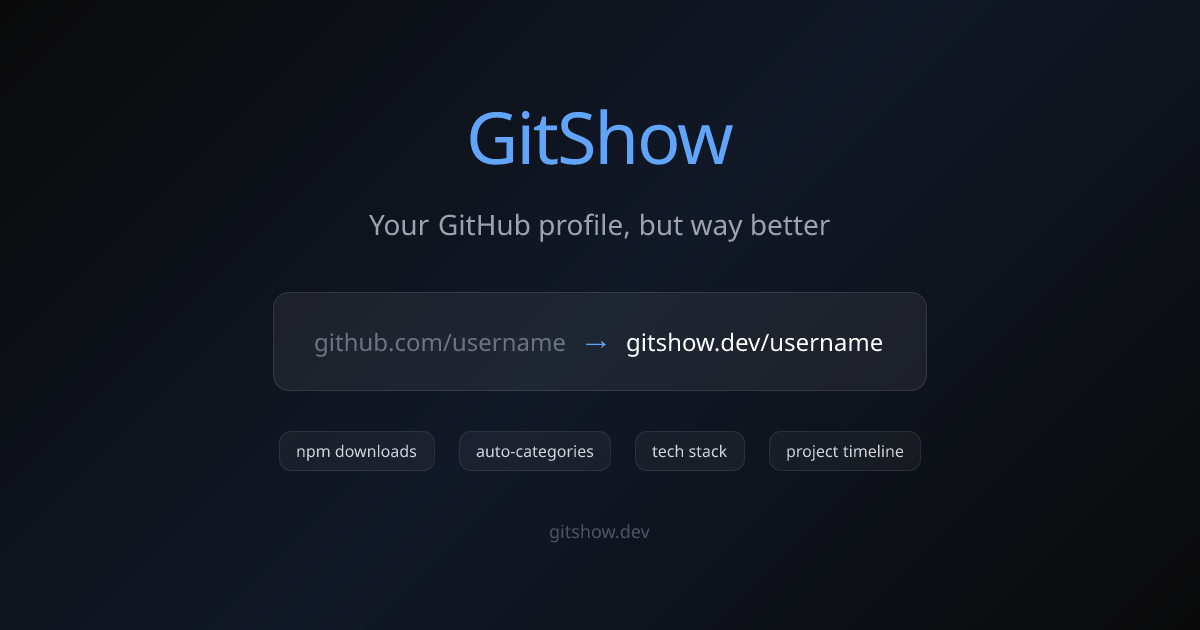 GitShow
Your GitHub profile, but way better
github.com/username → gitshow.dev/username
npm downloads auto-categories tech stack project timeline
gitshow.dev